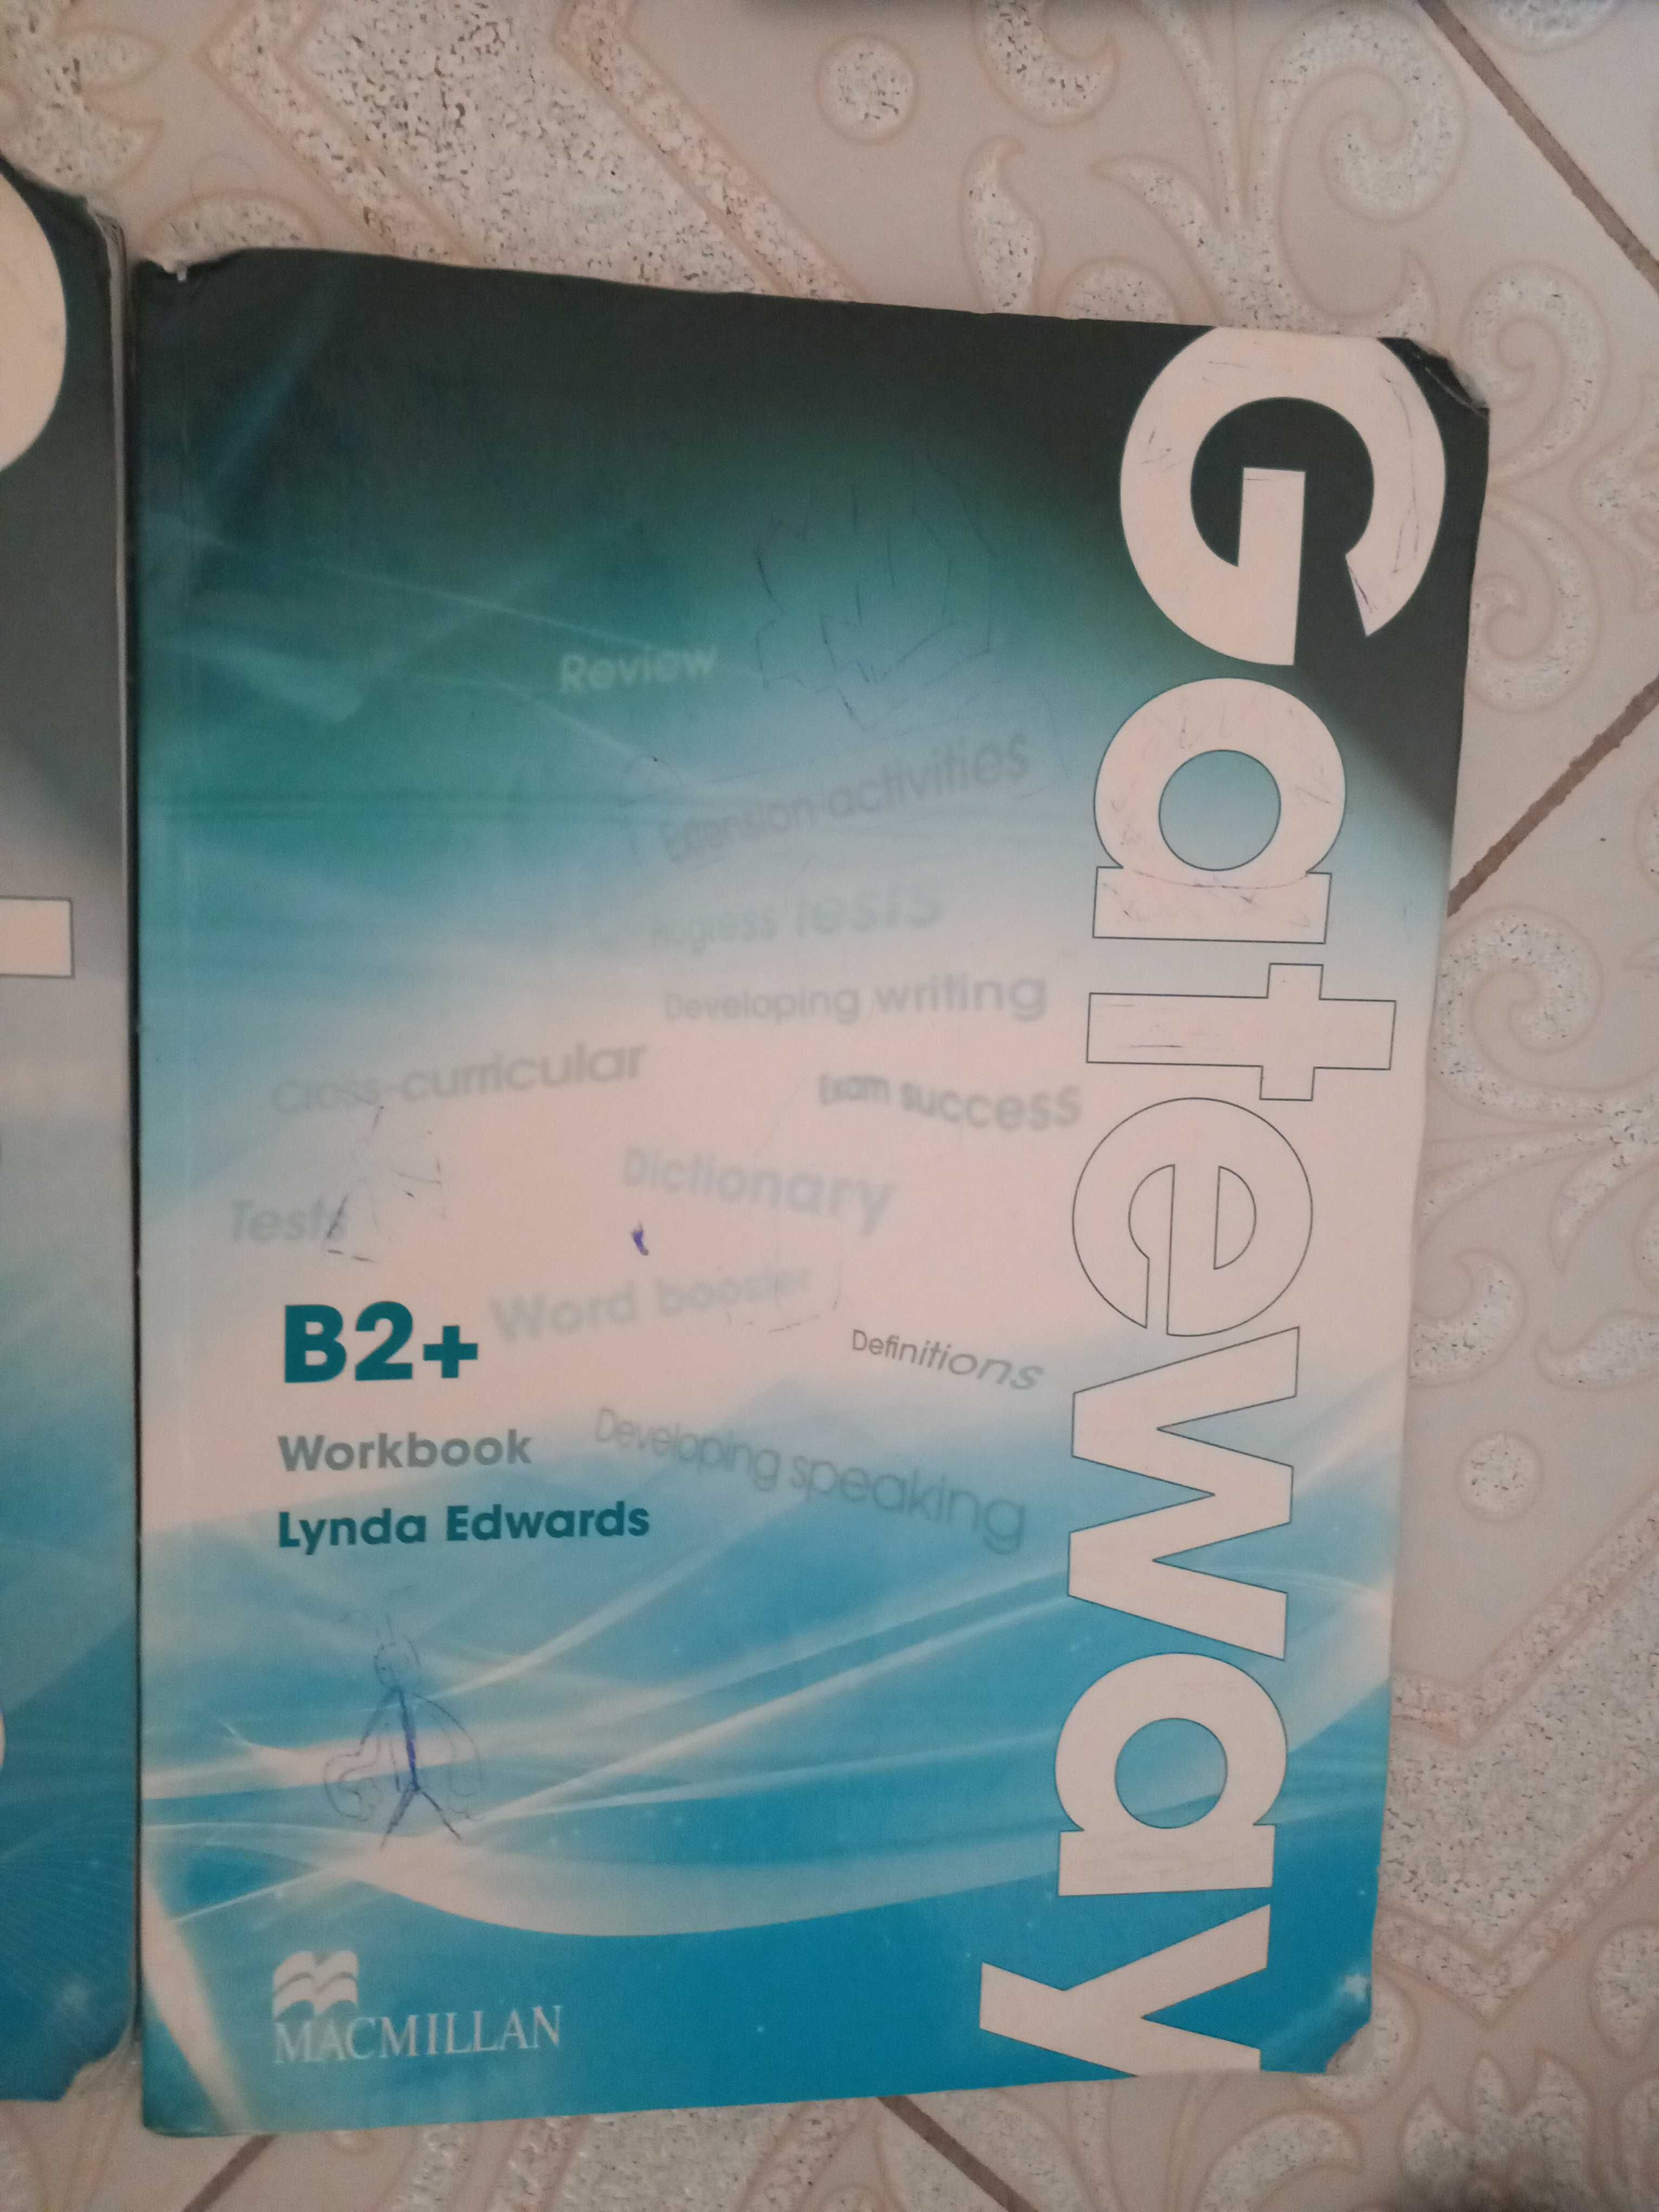 Gateway
Review
Extension activities
Progress tests
Developing writing
Cross-curricular
Exam success
Dictionary
Tests
Word booster
B2+
Definitions
Workbook
Developing speaking
Lynda Edwards
MACMILLAN